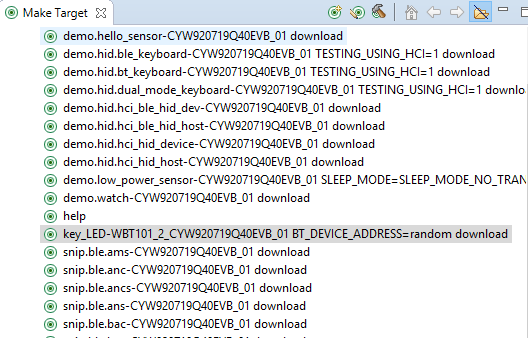 Make Target
demo.hello_sensor-CYW920719Q40EVB_01 download
demo.hid.ble_keyboard-CYW920719Q40EVB_01 TESTING_USING_HCI=1 download
demo.hid.bt_keyboard-CYW920719Q40EVB_01 TESTING_USING_HCI=1 download
demo.hid.dual_mode_keyboard-CYW920719Q40EVB_01 TESTING_USING_HCI=1 downloa
demo.hid.hci_ble_hid_dev-CYW920719Q40EVB_01 download
demo.hid.hci_ble_hid_host-CYW920719Q40EVB_01 download
demo.hid.hci_hid_device-CYW920719Q40EVB_01 download
demo.hid.hci_hid_host-CYW920719Q40EVB_01 download
demo.low_power_sensor-CYW920719Q40EVB_01 SLEEP_MODE=SLEEP_MODE_NO_TRAN
demo.watch-CYW920719Q40EVB_01 download
help
key_LED-WBT101_2_CYW920719Q40EVB_01 BT_DEVICE_ADDRESS=random download
snip.ble.ams-CYW920719Q40EVB_01 download
snip.ble.anc-CYW920719Q40EVB_01 download
snip.ble.ancs-CYW920719Q40EVB_01 download
snip.ble.ans-CYW920719Q40EVB_01 download
snip.ble.bac-CYW920719Q40EVB_01 download